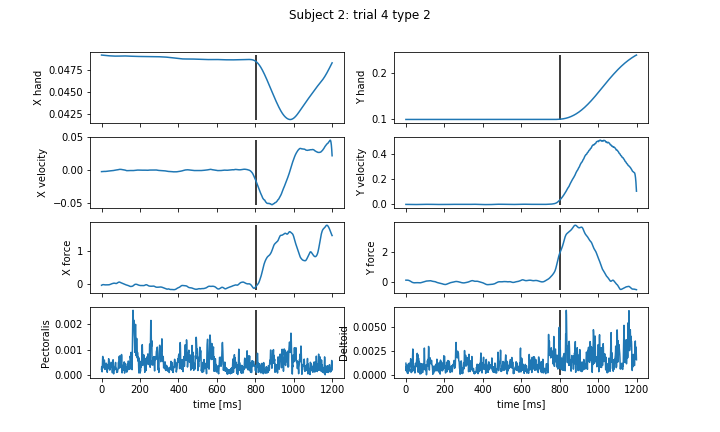 Subject 2: trial 4 type 2
X hand
0.0475
0.0450
0.0425
Y hand
0.2
0.1
X velocity
0.05
0.00
−0.05
Y velocity
0.4
0.2
0.0
X force
1
0
Y force
2
0
Pectoralis
0.002
0.001
0.000
0 200 400 600 800 1000 1200
time [ms]
Deltoid
0.0050
0.0025
0.0000
0 200 400 600 800 1000 1200
time [ms]